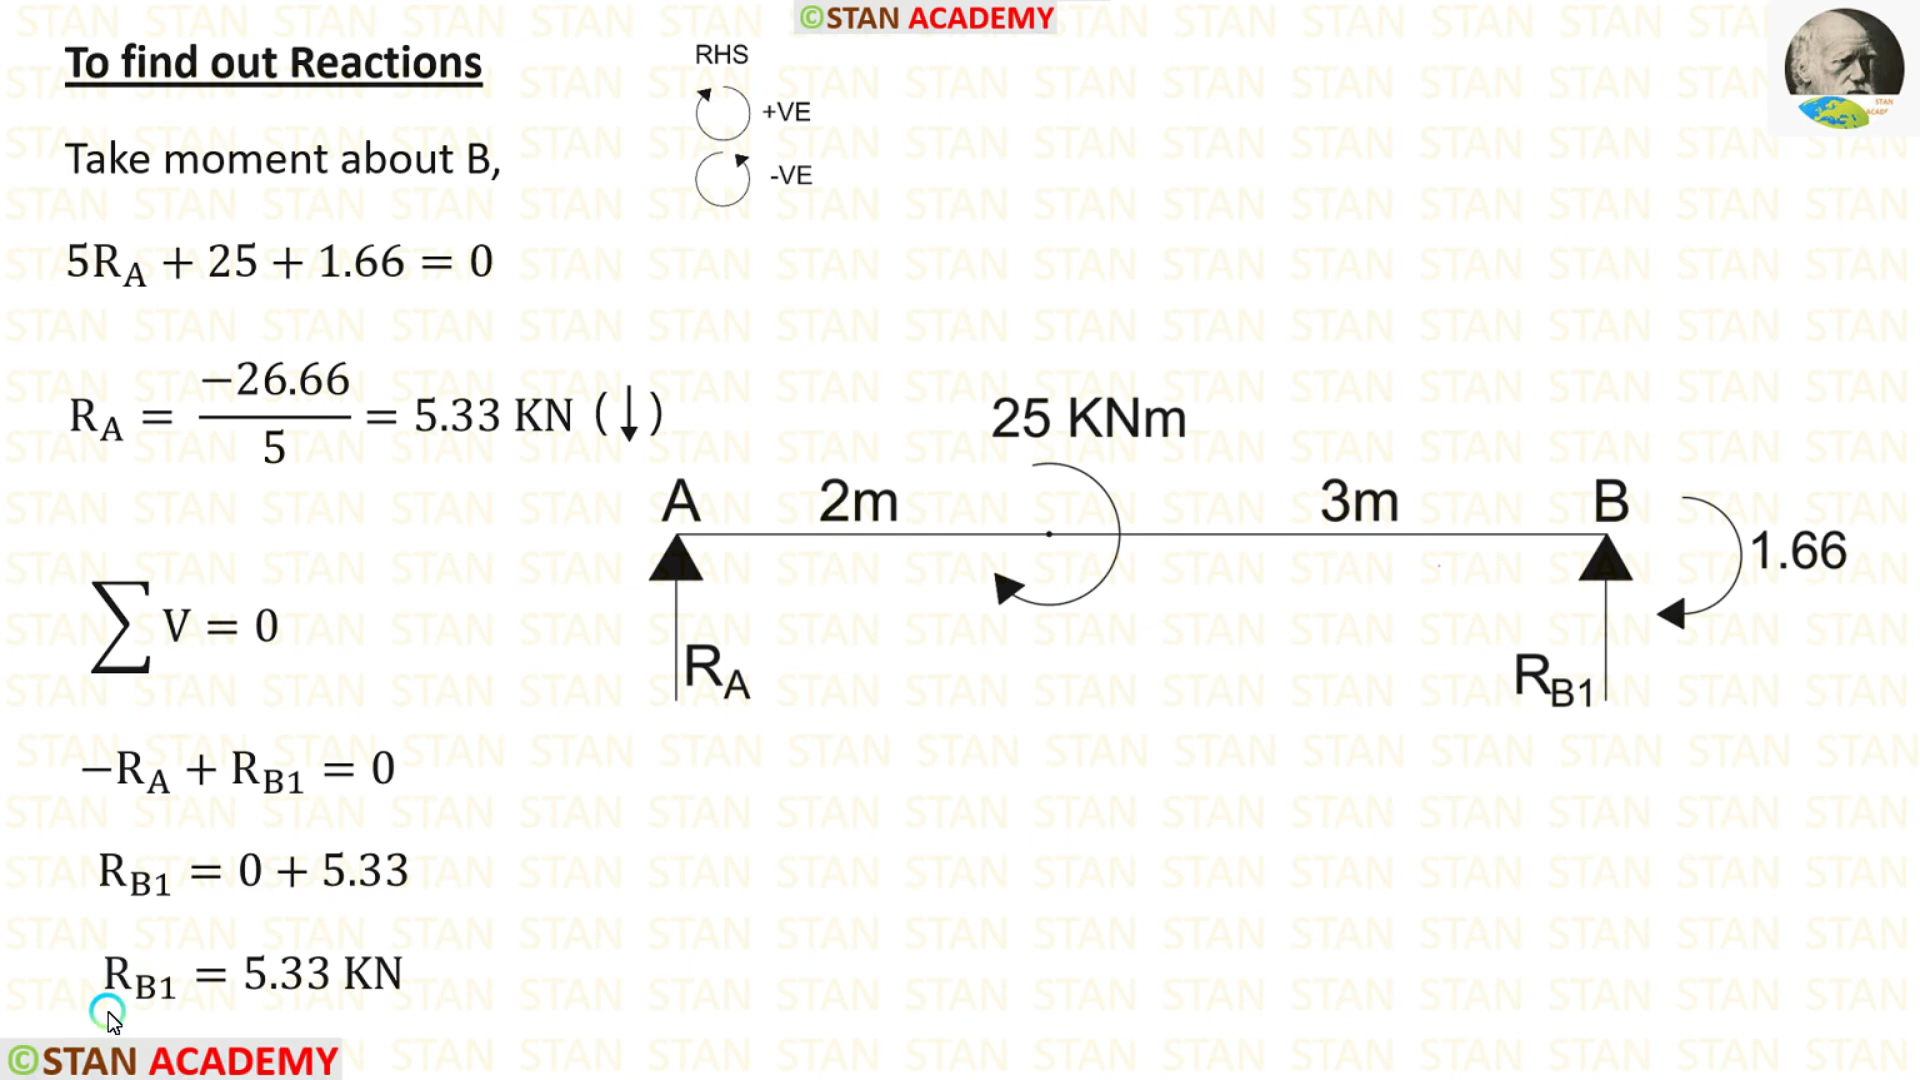 ©STAN ACADEMY
To find out Reactions
RHS
+VE
-VE
Take moment about B,
5R_A + 25 + 1.66 = 0
R_A = −26.66 / 5 = 5.33 KN (↓)
∑ V = 0
−R_A + R_B1 = 0
R_B1 = 0 + 5.33
R_B1 = 5.33 KN
25 KNm
A 2m 3m B
1.66
R_A R_B1
STAN
©STAN ACADEMY